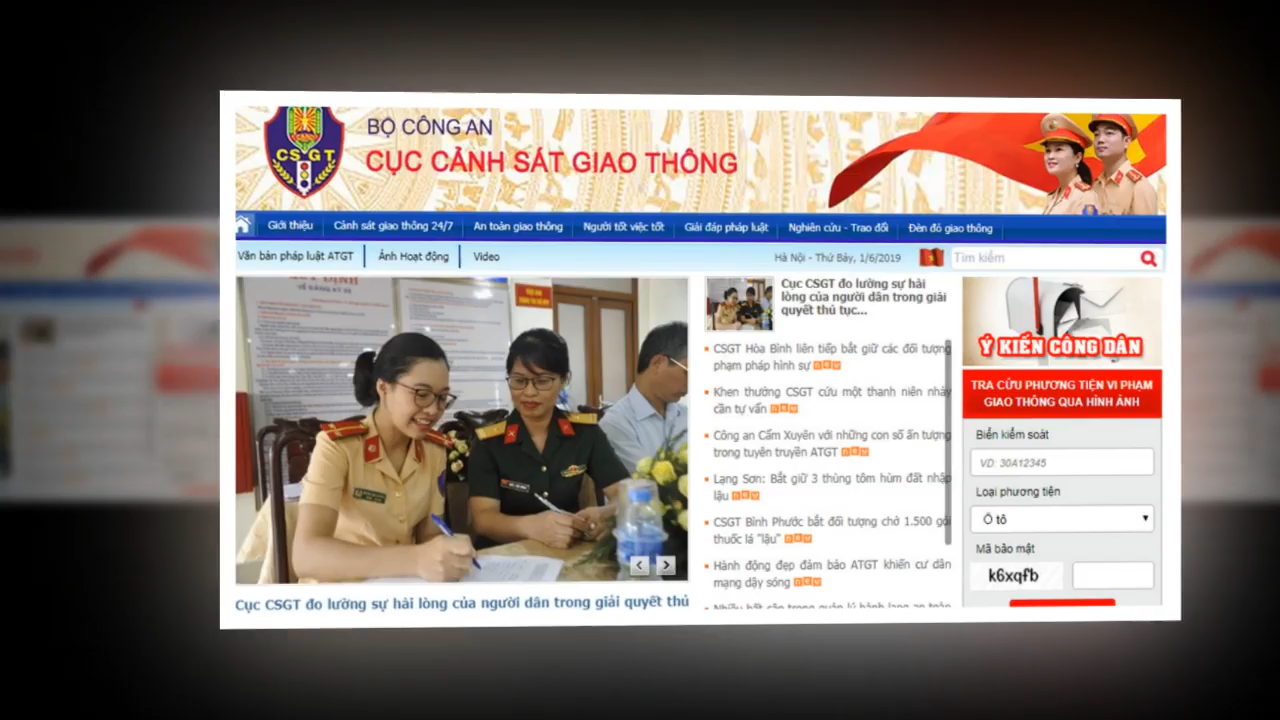 BỘ CÔNG AN
CỤC CẢNH SÁT GIAO THÔNG
CSGT
Giới thiệu
Cảnh sát giao thông 24/7
An toàn giao thông
Người tốt việc tốt
Giải đáp pháp luật
Nghiên cứu - Trao đổi
Đèn đỏ giao thông
Văn bản pháp luật ATGT
Ảnh Hoạt động
Video
Hà Nội - Thứ Bảy, 1/6/2019
Tìm kiếm
Cục CSGT đo lường sự hài lòng của người dân trong giải quyết thủ
Cục CSGT đo lường sự hài
lòng của người dân trong giải
quyết thủ tục...
CSGT Hòa Bình liên tiếp bắt giữ các đối tượng
phạm pháp hình sự new
Khen thưởng CSGT cứu một thanh niên nhảy
cần tự vấn new
Công an Cẩm Xuyên với những con số ấn tượng
trong tuyên truyền ATGT new
Lạng Sơn: Bắt giữ 3 thùng tôm hùm đất nhập
lậu new
CSGT Bình Phước bắt đối tượng chở 1.500 gói
thuốc lá "lậu" new
Hành động đẹp đảm bảo ATGT khiến cư dân
mạng dậy sóng new
Ý KIẾN CÔNG DÂN
TRA CỨU PHƯƠNG TIỆN VI PHẠM
GIAO THÔNG QUA HÌNH ẢNH
Biển kiểm soát
VD: 30A12345
Loại phương tiện
Ô tô
Mã bảo mật
k6xqfb